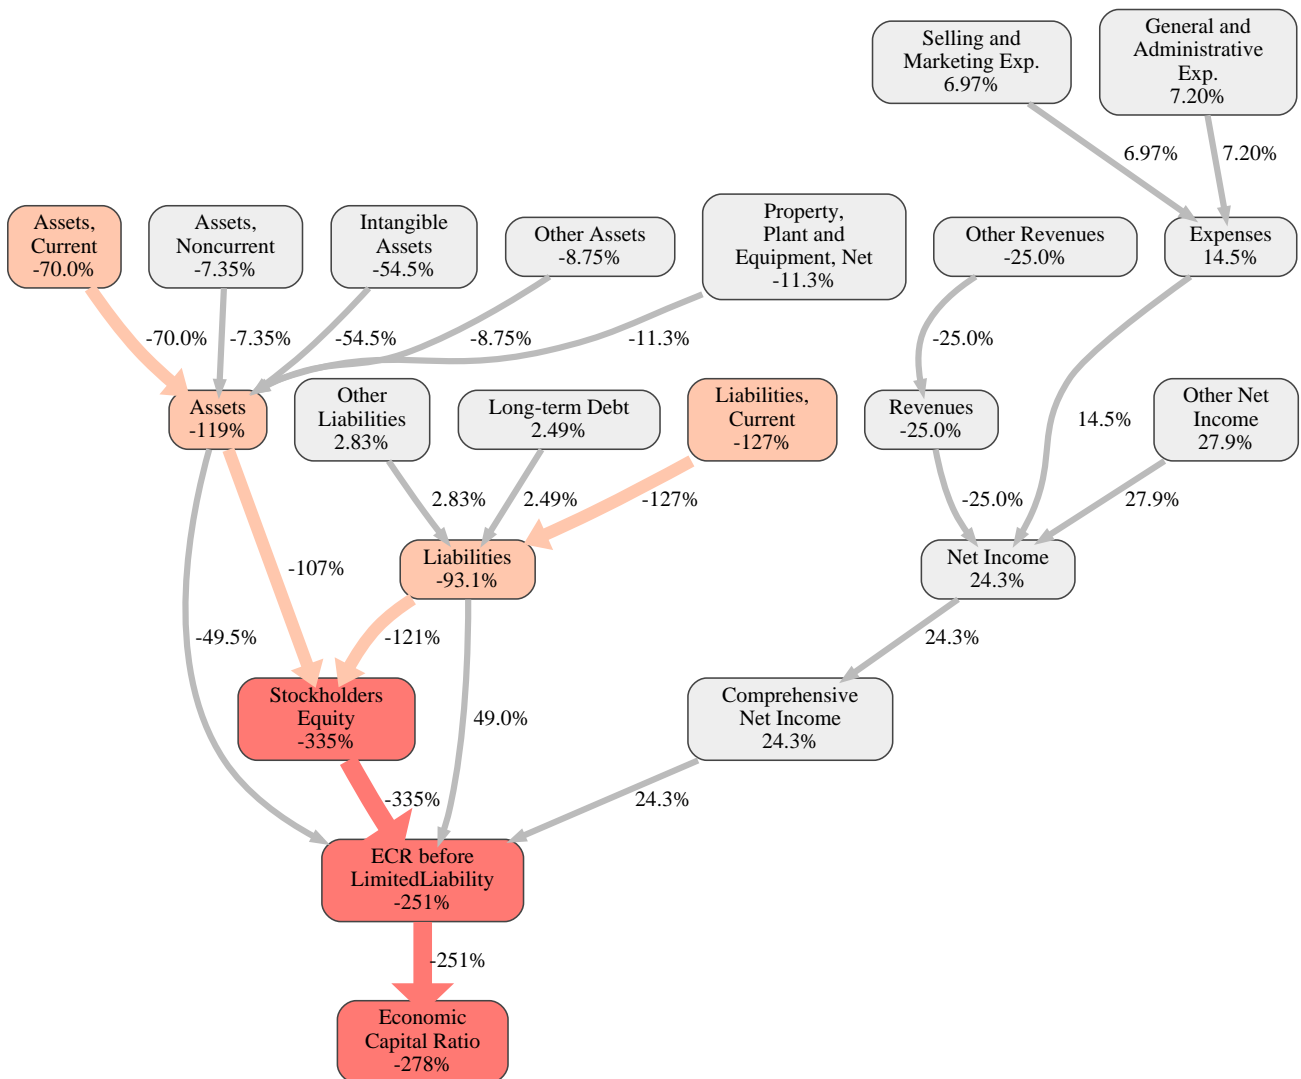 Selling and
Marketing Exp.
6.97%
General and
Administrative
Exp.
7.20%
6.97%
7.20%
Assets,
Current
-70.0%
Assets,
Noncurrent
-7.35%
Intangible
Assets
-54.5%
Other Assets
-8.75%
Property,
Plant and
Equipment, Net
-11.3%
Other Revenues
-25.0%
Expenses
14.5%
-70.0%
-7.35%
-54.5%
-8.75%
-11.3%
-25.0%
Assets
-119%
Other
Liabilities
2.83%
Long-term Debt
2.49%
Liabilities,
Current
-127%
Revenues
-25.0%
14.5%
Other Net
Income
27.9%
2.83%
2.49%
-127%
-25.0%
27.9%
-107%
Liabilities
-93.1%
Net Income
24.3%
-49.5%
-121%
24.3%
Stockholders
Equity
-335%
49.0%
Comprehensive
Net Income
24.3%
-335%
24.3%
ECR before
LimitedLiability
-251%
-251%
Economic
Capital Ratio
-278%